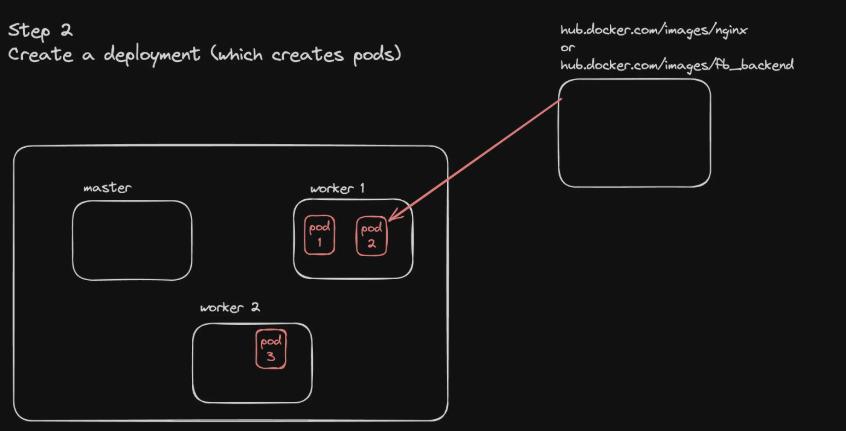 Step 2
Create a deployment (which creates pods)
hub.docker.com/images/nginx
or
hub.docker.com/images/fb_backend
master
worker 1
pod
1
pod
2
worker 2
pod
3